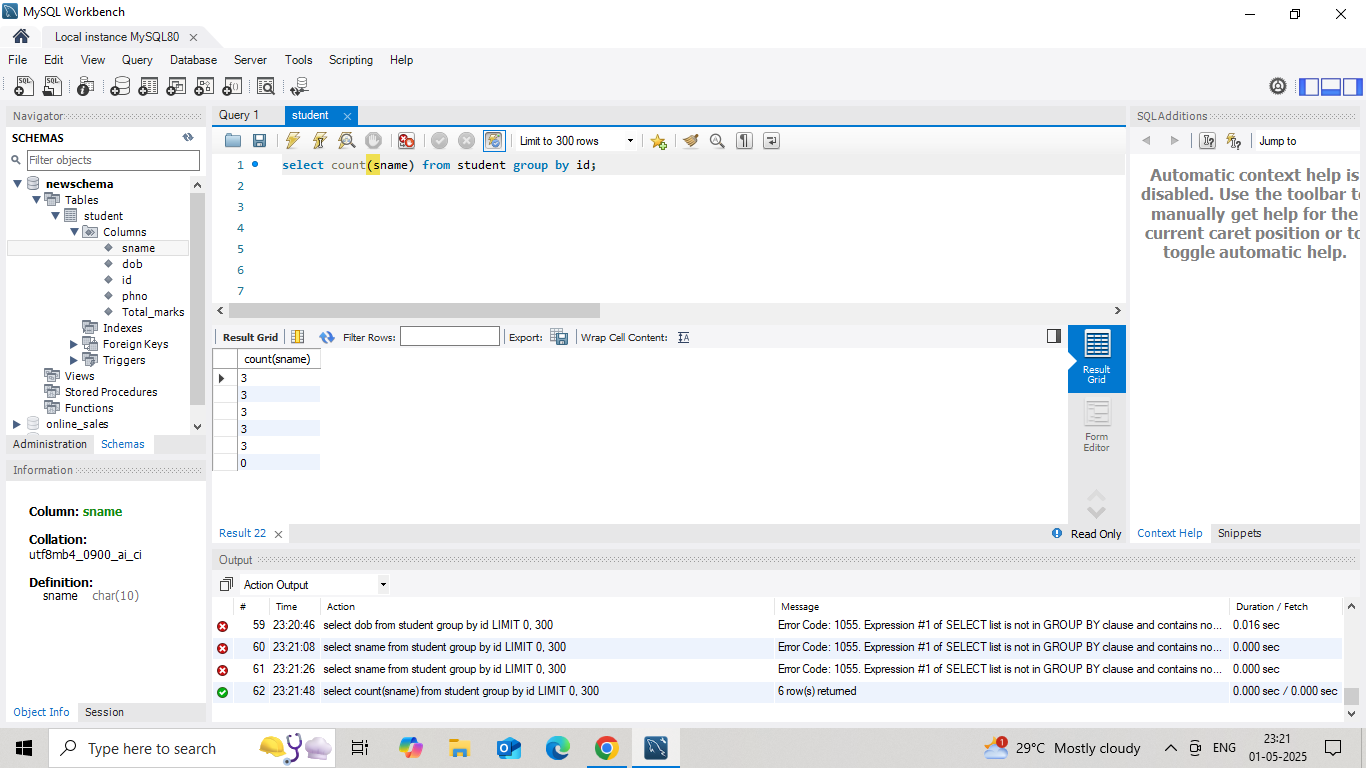 MySQL Workbench
Local instance MySQL80
File Edit View Query Database Server Tools Scripting Help
Navigator
SCHEMAS
Filter objects
newschema
Tables
student
Columns
sname
dob
id
phno
Total_marks
Indexes
Foreign Keys
Triggers
Views
Stored Procedures
Functions
online_sales
Administration Schemas
Information
Column: sname
Collation:
utf8mb4_0900_ai_ci
Definition:
sname char(10)
Object Info Session
Query 1 student
Limit to 300 rows
1 select count(sname) from student group by id;
2
3
4
5
6
7
Result Grid Filter Rows: Export: Wrap Cell Content:
count(sname)
3
3
3
3
3
0
Result Grid
Form Editor
Result 22
Read Only
SQLAdditions
Jump to
Automatic context help is
disabled. Use the toolbar to
manually get help for the
current caret position or to
toggle automatic help.
Context Help Snippets
Output
Action Output
# Time Action Message Duration / Fetch
59 23:20:46 select dob from student group by id LIMIT 0, 300 Error Code: 1055. Expression #1 of SELECT list is not in GROUP BY clause and contains no... 0.016 sec
60 23:21:08 select sname from student group by id LIMIT 0, 300 Error Code: 1055. Expression #1 of SELECT list is not in GROUP BY clause and contains no... 0.000 sec
61 23:21:26 select sname from student group by id LIMIT 0, 300 Error Code: 1055. Expression #1 of SELECT list is not in GROUP BY clause and contains no... 0.000 sec
62 23:21:48 select count(sname) from student group by id LIMIT 0, 300 6 row(s) returned 0.000 sec / 0.000 sec
Type here to search
1
29°C Mostly cloudy
ENG
23:21
01-05-2025